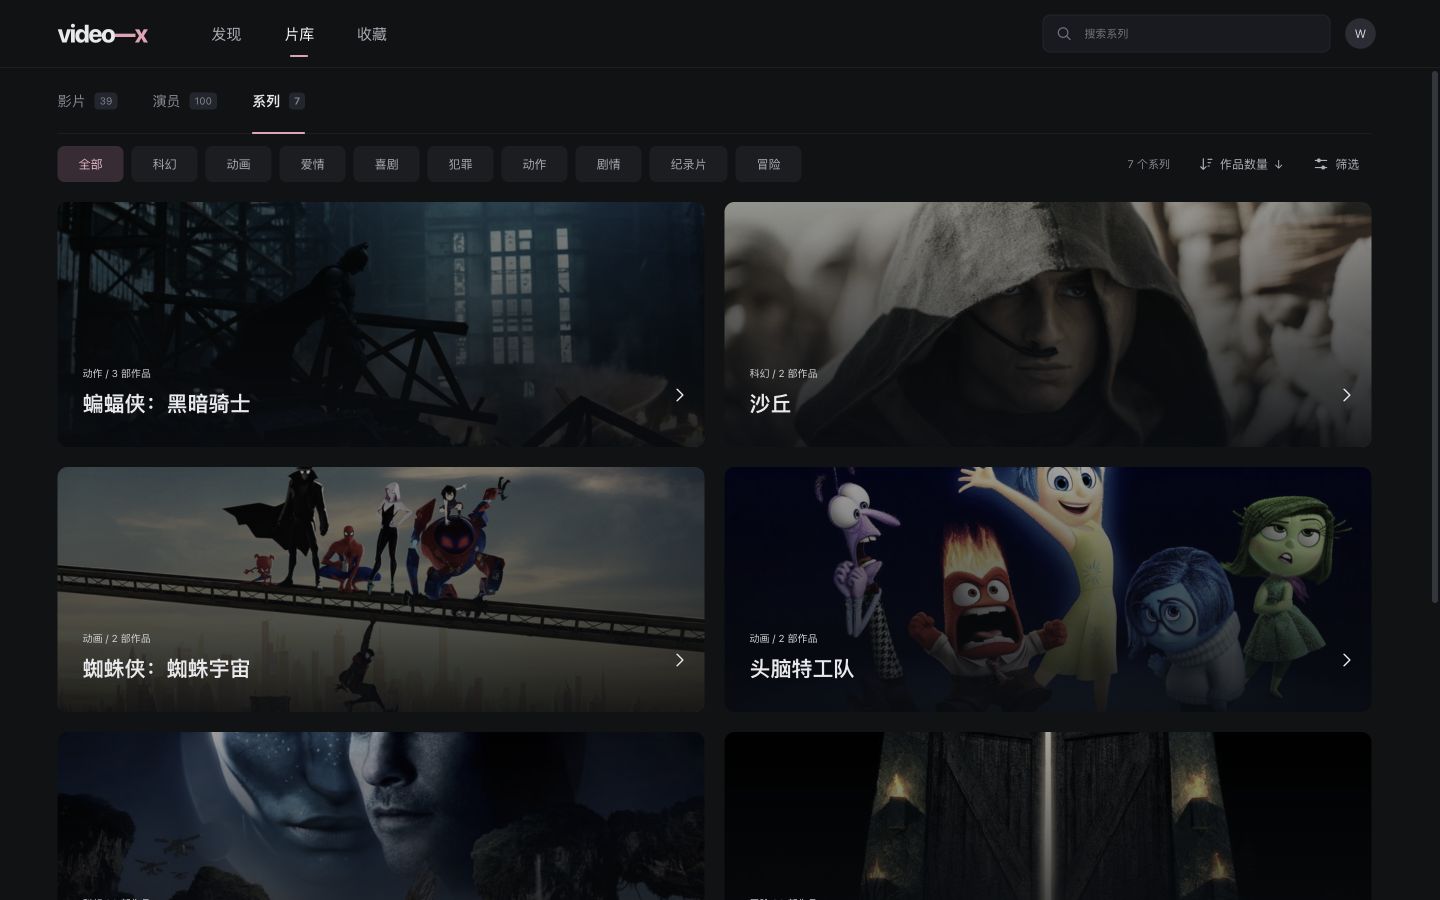 video—x
发现
片库
收藏
搜索系列
W
影片 39
演员 100
系列 7
全部
科幻
动画
爱情
喜剧
犯罪
动作
剧情
纪录片
冒险
7 个系列
作品数量
筛选
动作 / 3 部作品
蝙蝠侠：黑暗骑士
科幻 / 2 部作品
沙丘
动画 / 2 部作品
蜘蛛侠：蜘蛛宇宙
动画 / 2 部作品
头脑特工队